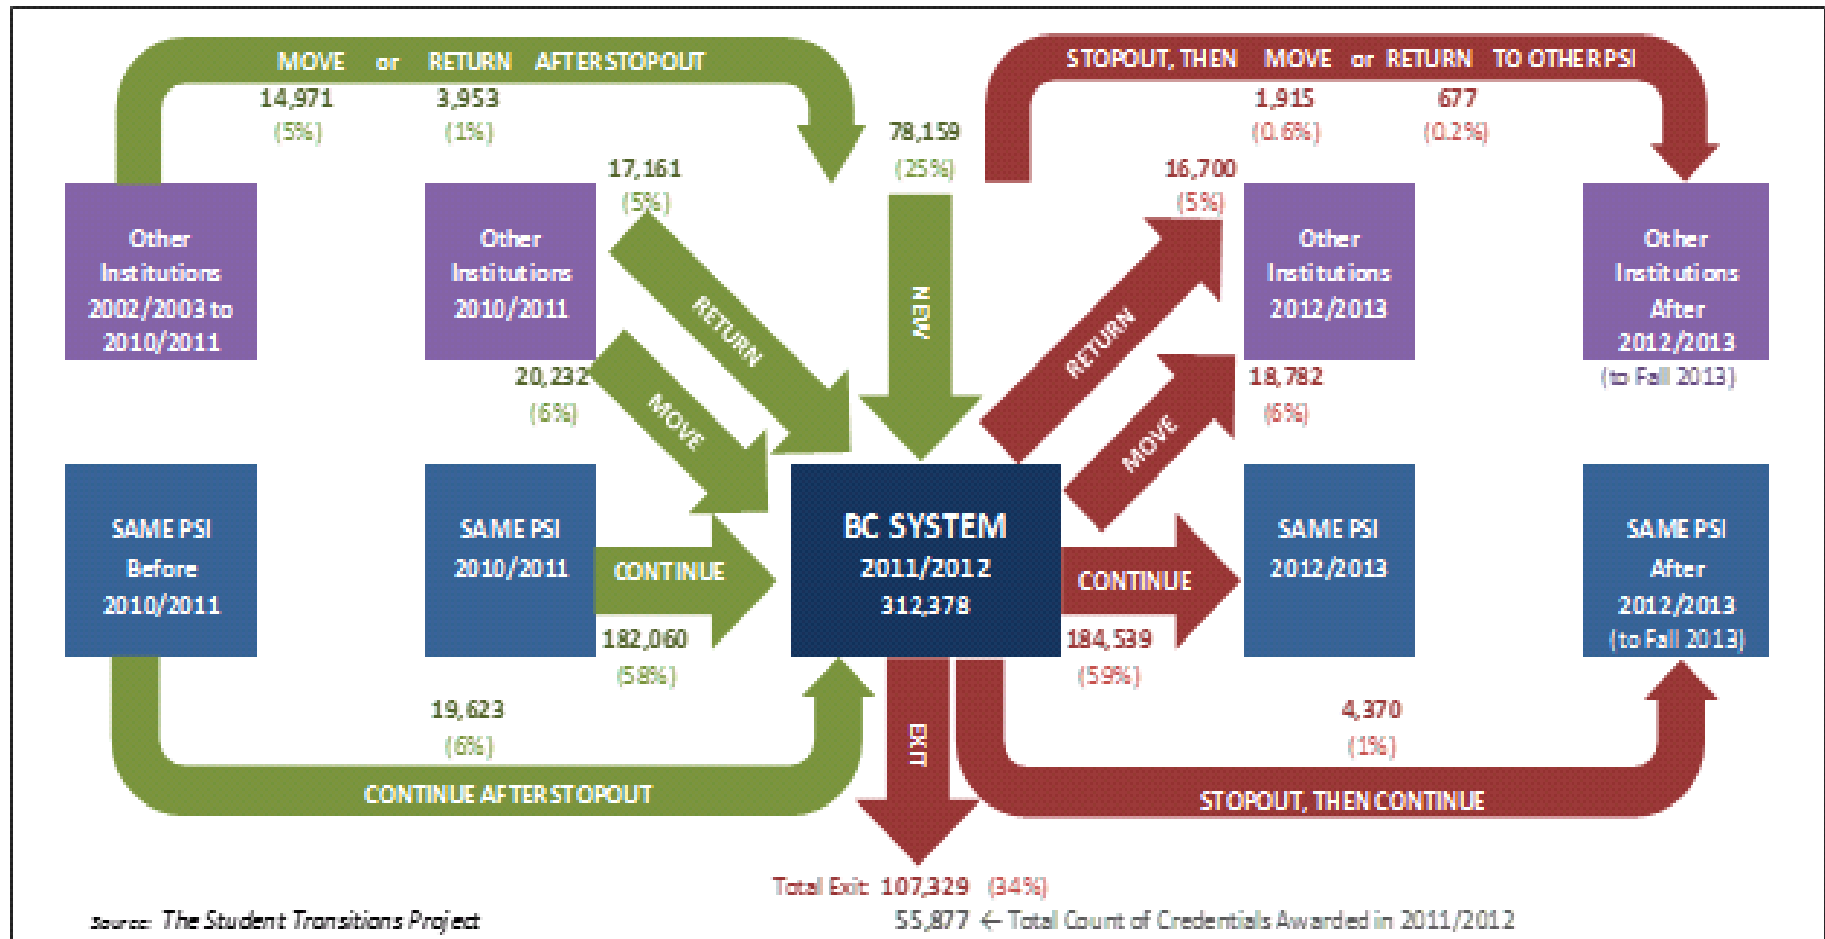 MOVE or RETURN AFTER STOPOUT
14,971 3,953
(5%) (1%)
STOPOUT, THEN MOVE or RETURN TO OTHER PSI
1,915 677
(0.6%) (0.2%)
78,159
(25%)
17,161
(5%)
16,700
(5%)
Other
Institutions
2002/2003 to
2010/2011
Other
Institutions
2010/2011
RETURN
NEW
RETURN
Other
Institutions
2012/2013
Other
Institutions
After
2012/2013
(to Fall 2013)
20,232
(6%)
MOVE
MOVE
18,782
(6%)
SAME PSI
Before
2010/2011
SAME PSI
2010/2011
CONTINUE
182,060
(58%)
BC SYSTEM
2011/2012
312,378
CONTINUE
184,539
(59%)
SAME PSI
2012/2013
SAME PSI
After
2012/2013
(to Fall 2013)
19,623
(6%)
CONTINUE AFTER STOPOUT
EXIT
4,370
(1%)
STOPOUT, THEN CONTINUE
Total Exit: 107,329 (34%)
Source: The Student Transitions Project
55,877 ← Total Count of Credentials Awarded in 2011/2012